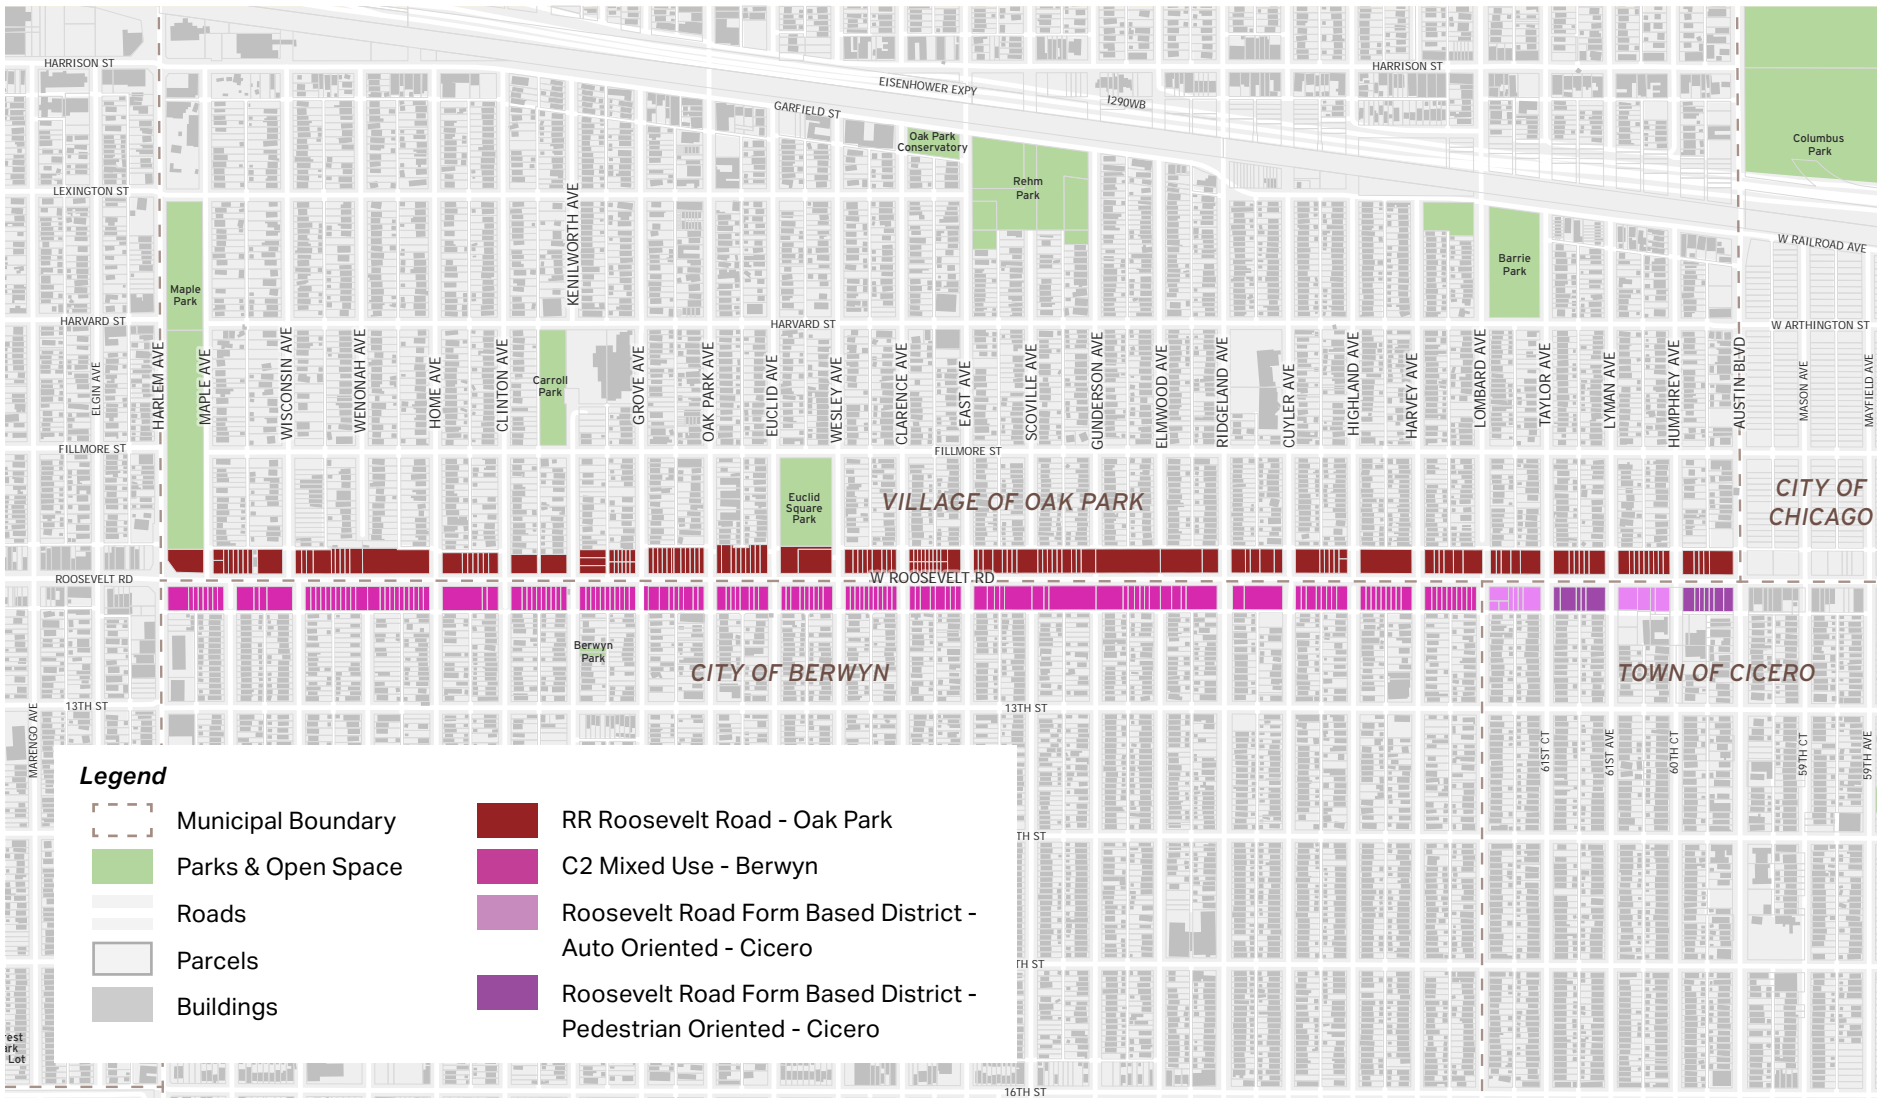 HARRISON ST
EISENHOWER EXPY
HARRISON ST
I290WB
GARFIELD ST
Oak Park
Conservatory
Columbus
Park
Rehm
Park
LEXINGTON ST
KENILWORTH AVE
W RAILROAD AVE
Barrie
Park
Maple
Park
HARVARD ST
HARVARD ST
W ARTHINGTON ST
ELGIN AVE
HARLEM AVE
MAPLE AVE
WISCONSIN AVE
WENONAH AVE
HOME AVE
CLINTON AVE
Carroll
Park
GROVE AVE
OAK PARK AVE
EUCLID AVE
WESLEY AVE
CLARENCE AVE
EAST AVE
SCOVILLE AVE
GUNDERSON AVE
ELMWOOD AVE
RIDGELAND AVE
CUYLER AVE
HIGHLAND AVE
HARVEY AVE
LOMBARD AVE
TAYLOR AVE
LYMAN AVE
HUMPHREY AVE
AUSTIN BLVD
MASON AVE
MAYFIELD AVE
FILLMORE ST
FILLMORE ST
Euclid
Square
Park
VILLAGE OF OAK PARK
CITY OF
CHICAGO
ROOSEVELT RD
W ROOSEVELT RD
Berwyn
Park
CITY OF BERWYN
TOWN OF CICERO
13TH ST
13TH ST
MARENGO AVE
61ST CT
61ST AVE
60TH CT
59TH CT
59TH AVE
Legend
Municipal Boundary
Parks & Open Space
Roads
Parcels
Buildings
RR Roosevelt Road - Oak Park
C2 Mixed Use - Berwyn
Roosevelt Road Form Based District -
Auto Oriented - Cicero
Roosevelt Road Form Based District -
Pedestrian Oriented - Cicero
TH ST
TH ST
Lot
16TH ST